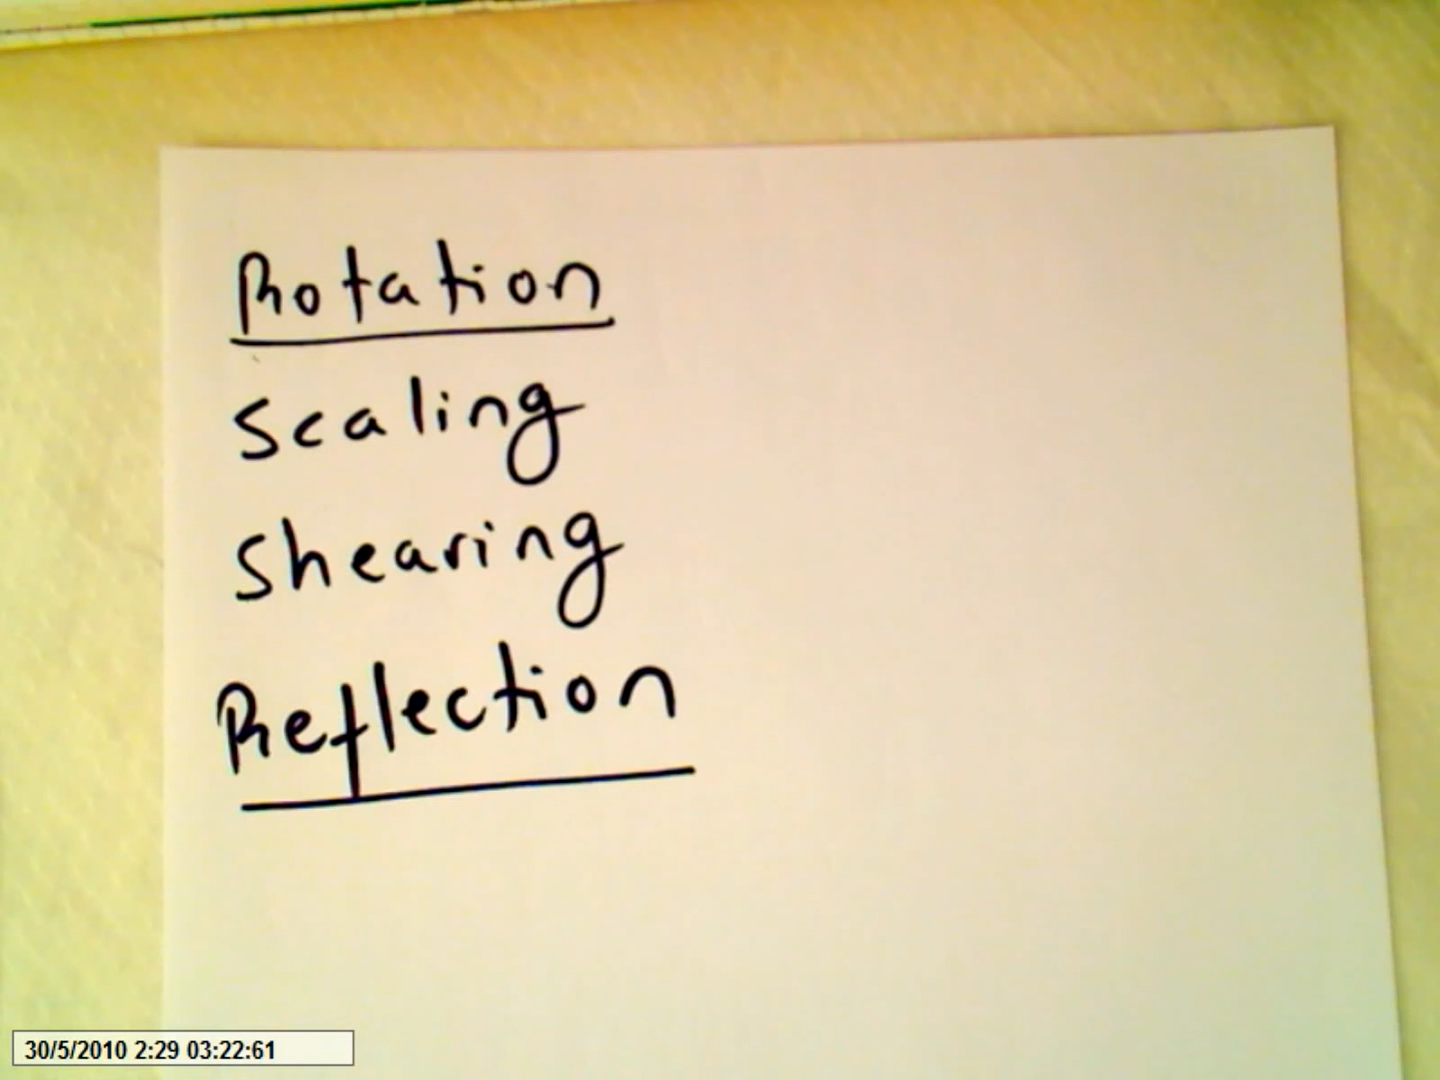 Rotation
Scaling
Shearing
Reflection
30/5/2010 2:29 03:22:61